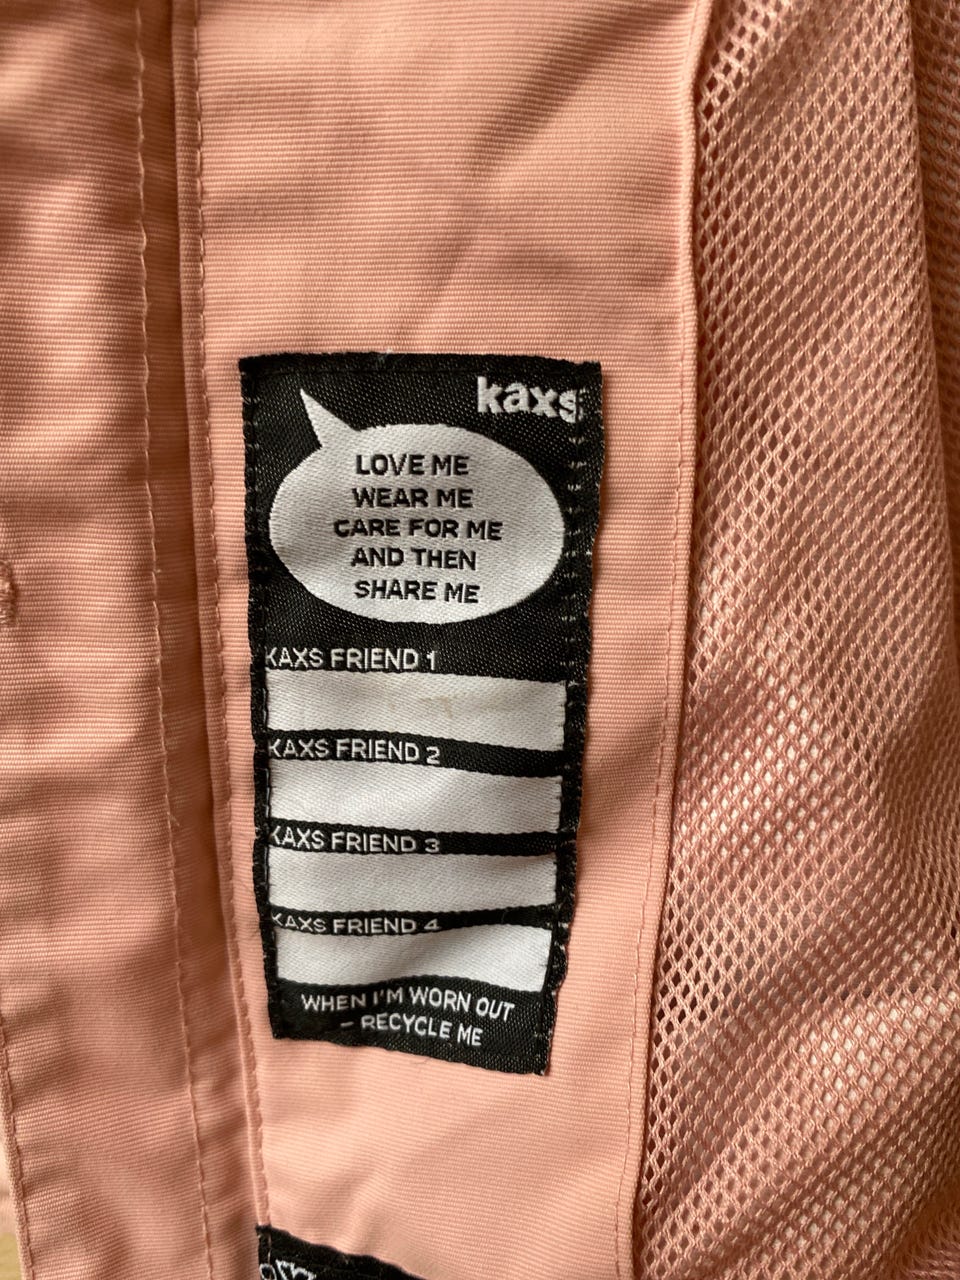 kaxs
LOVE ME
WEAR ME
CARE FOR ME
AND THEN
SHARE ME
KAXS FRIEND 1
KAXS FRIEND 2
KAXS FRIEND 3
KAXS FRIEND 4
WHEN I'M WORN OUT
– RECYCLE ME